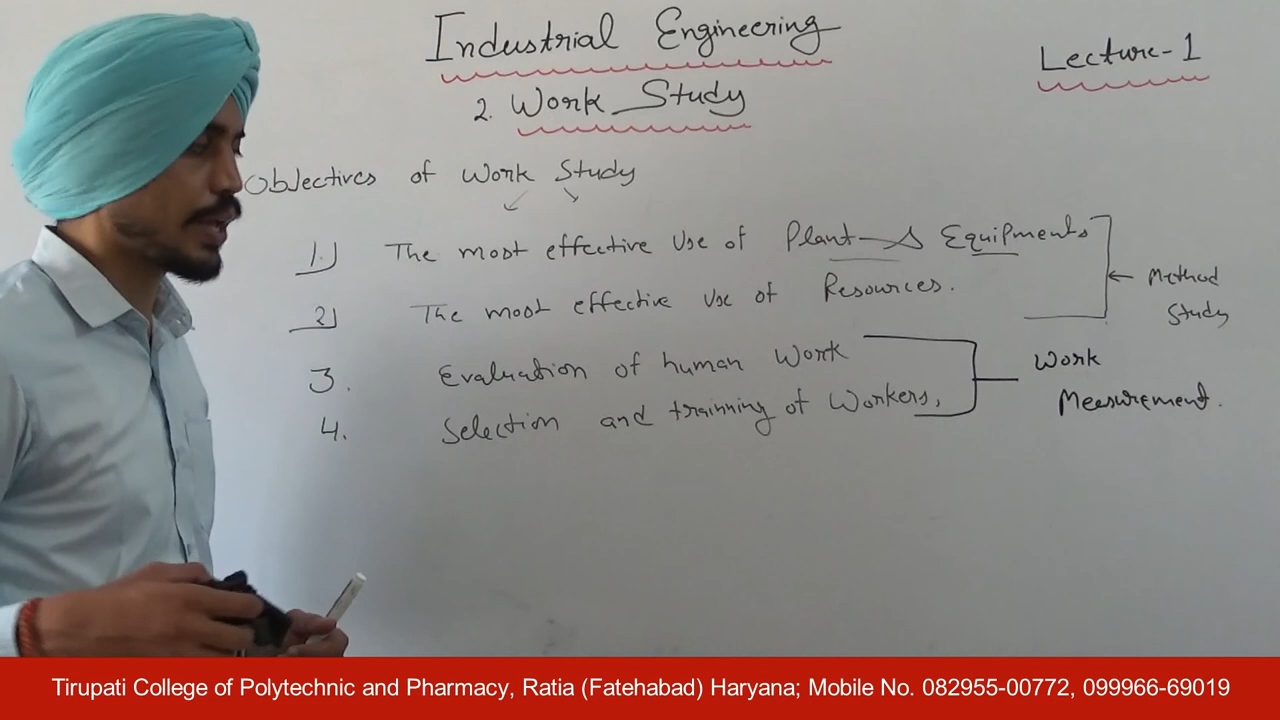 Industrial Engineering
Lecture-1
2. Work Study
Objectives of Work Study
1.) The most effective Use of Plant & Equipments
2) The most effective Use of Resources.
Method
Study
3. Evaluation of human Work
4. Selection and trainning of Workers,
Work
Measurement.
Tirupati College of Polytechnic and Pharmacy, Ratia (Fatehabad) Haryana; Mobile No. 082955-00772, 099966-69019